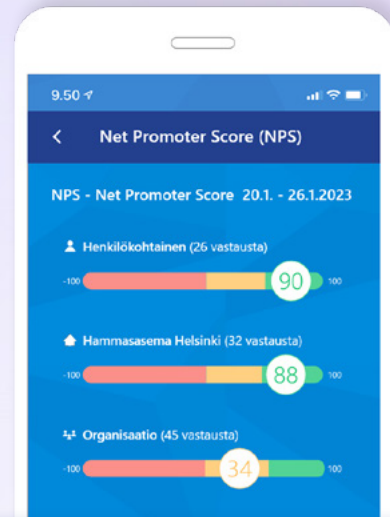 9.50
Net Promoter Score (NPS)
NPS - Net Promoter Score 20.1. - 26.1.2023
Henkilökohtainen (26 vastausta)
-100 90 100
Hammasasema Helsinki (32 vastausta)
-100 88 100
Organisaatio (45 vastausta)
-100 34 100